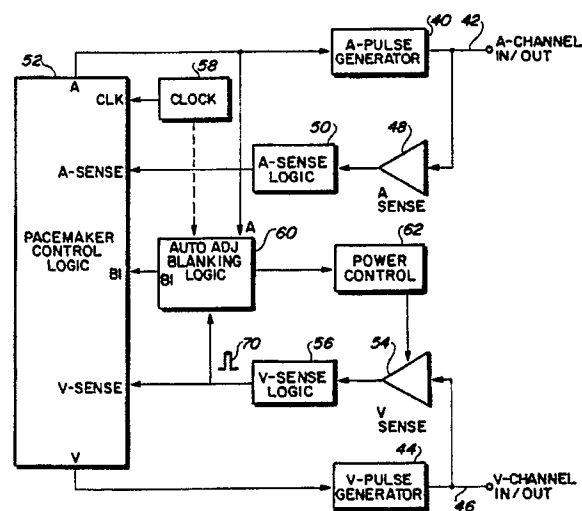 52
A
58
CLOCK
CLK
A-PULSE
GENERATOR
40
42
A-CHANNEL
IN/OUT
A-SENSE
50
A-SENSE
LOGIC
48
A
SENSE
PACEMAKER
CONTROL
LOGIC
A
60
AUTO ADJ
BLANKING
LOGIC
BI
BI
62
POWER
CONTROL
70
56
V-SENSE
LOGIC
54
V
SENSE
V-SENSE
V
44
V-PULSE
GENERATOR
46
V-CHANNEL
IN/OUT